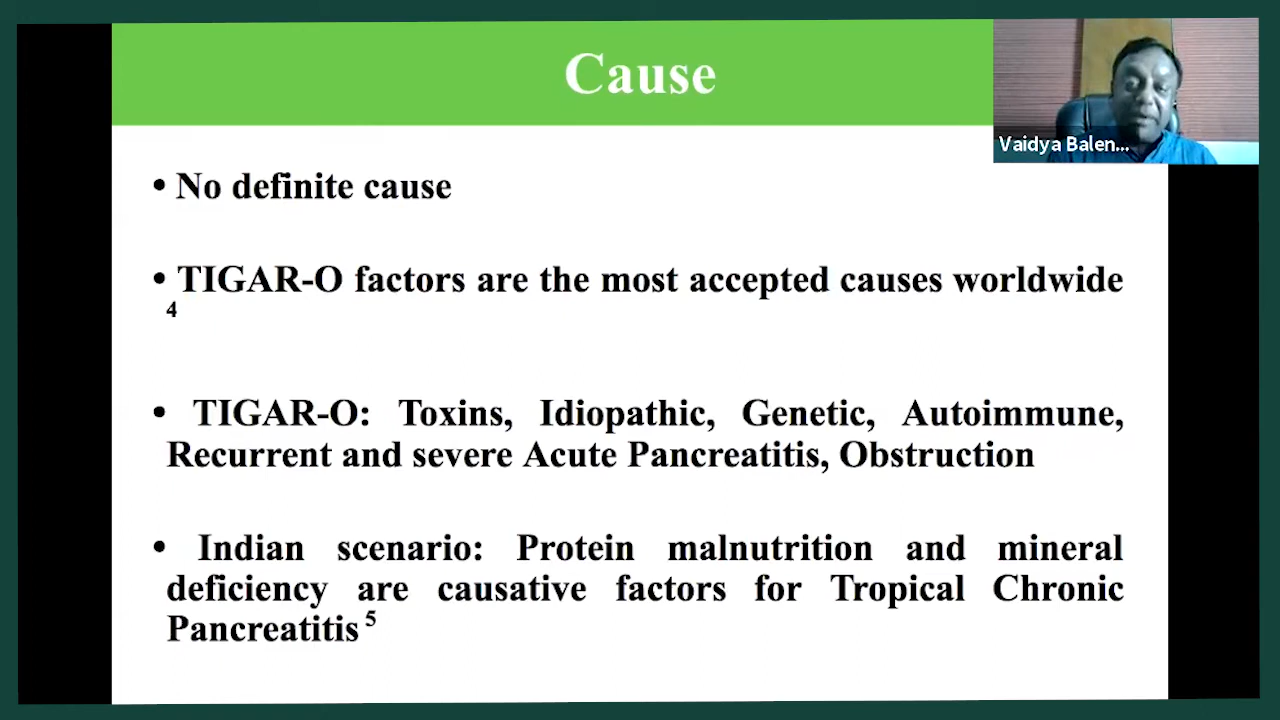 Cause
Vaidya Balen...
• No definite cause
• TIGAR-O factors are the most accepted causes worldwide
4
• TIGAR-O: Toxins, Idiopathic, Genetic, Autoimmune,
Recurrent and severe Acute Pancreatitis, Obstruction
• Indian scenario: Protein malnutrition and mineral
deficiency are causative factors for Tropical Chronic
Pancreatitis 5